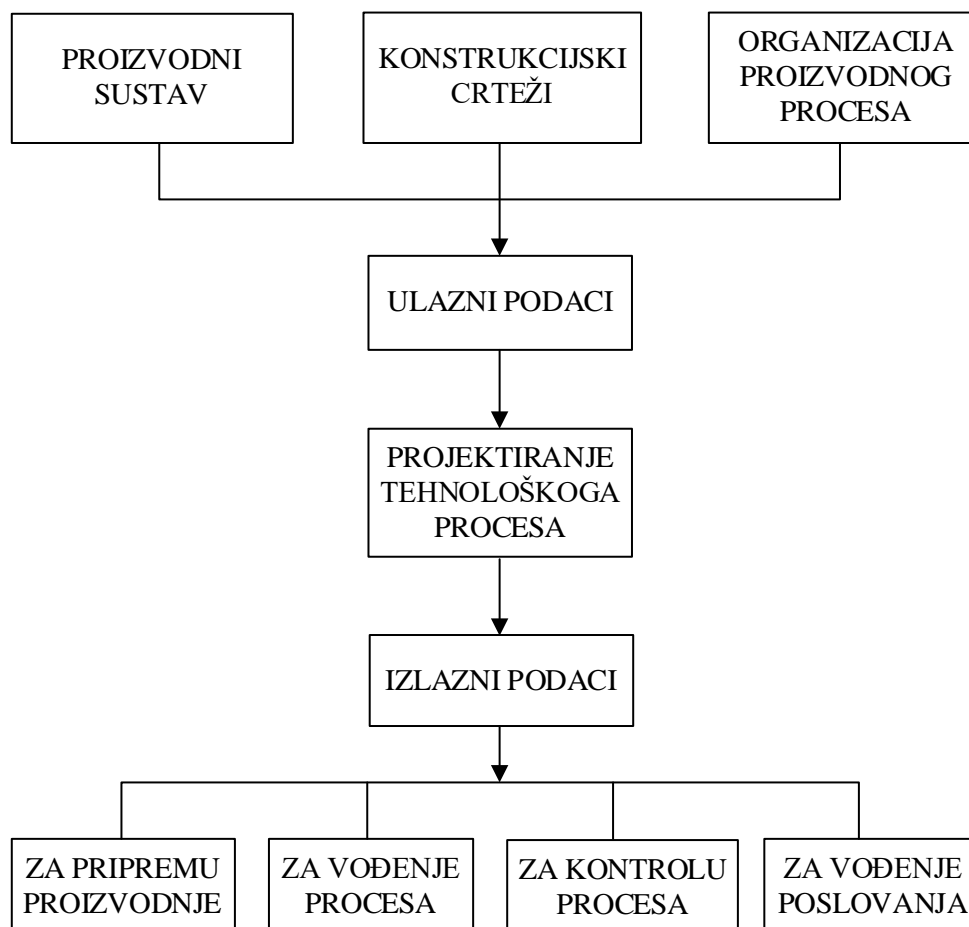 PROIZVODNI
SUSTAV
KONSTRUKCIJSKI
CRTEŽI
ORGANIZACIJA
PROIZVODNOG
PROCESA
ULAZNI PODACI
PROJEKTIRANJE
TEHNOLOŠKOGA
PROCESA
IZLAZNI PODACI
ZA PRIPREMU
PROIZVODNJE
ZA VOĐENJE
PROCESA
ZA KONTROLU
PROCESA
ZA VOĐENJE
POSLOVANJA